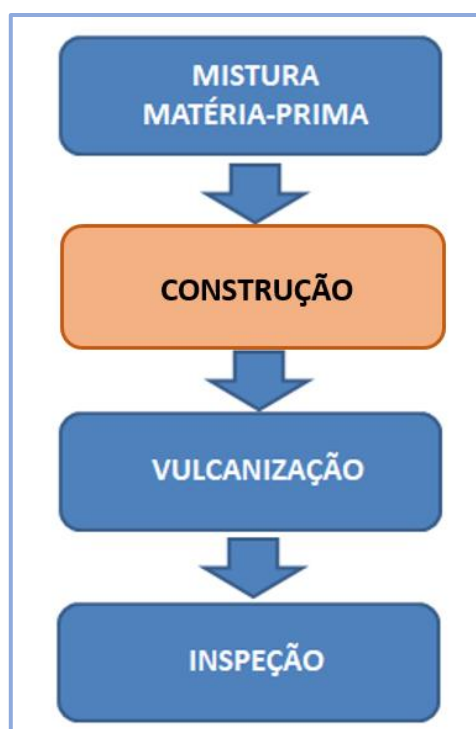 MISTURA
MATÉRIA-PRIMA
CONSTRUÇÃO
VULCANIZAÇÃO
INSPEÇÃO